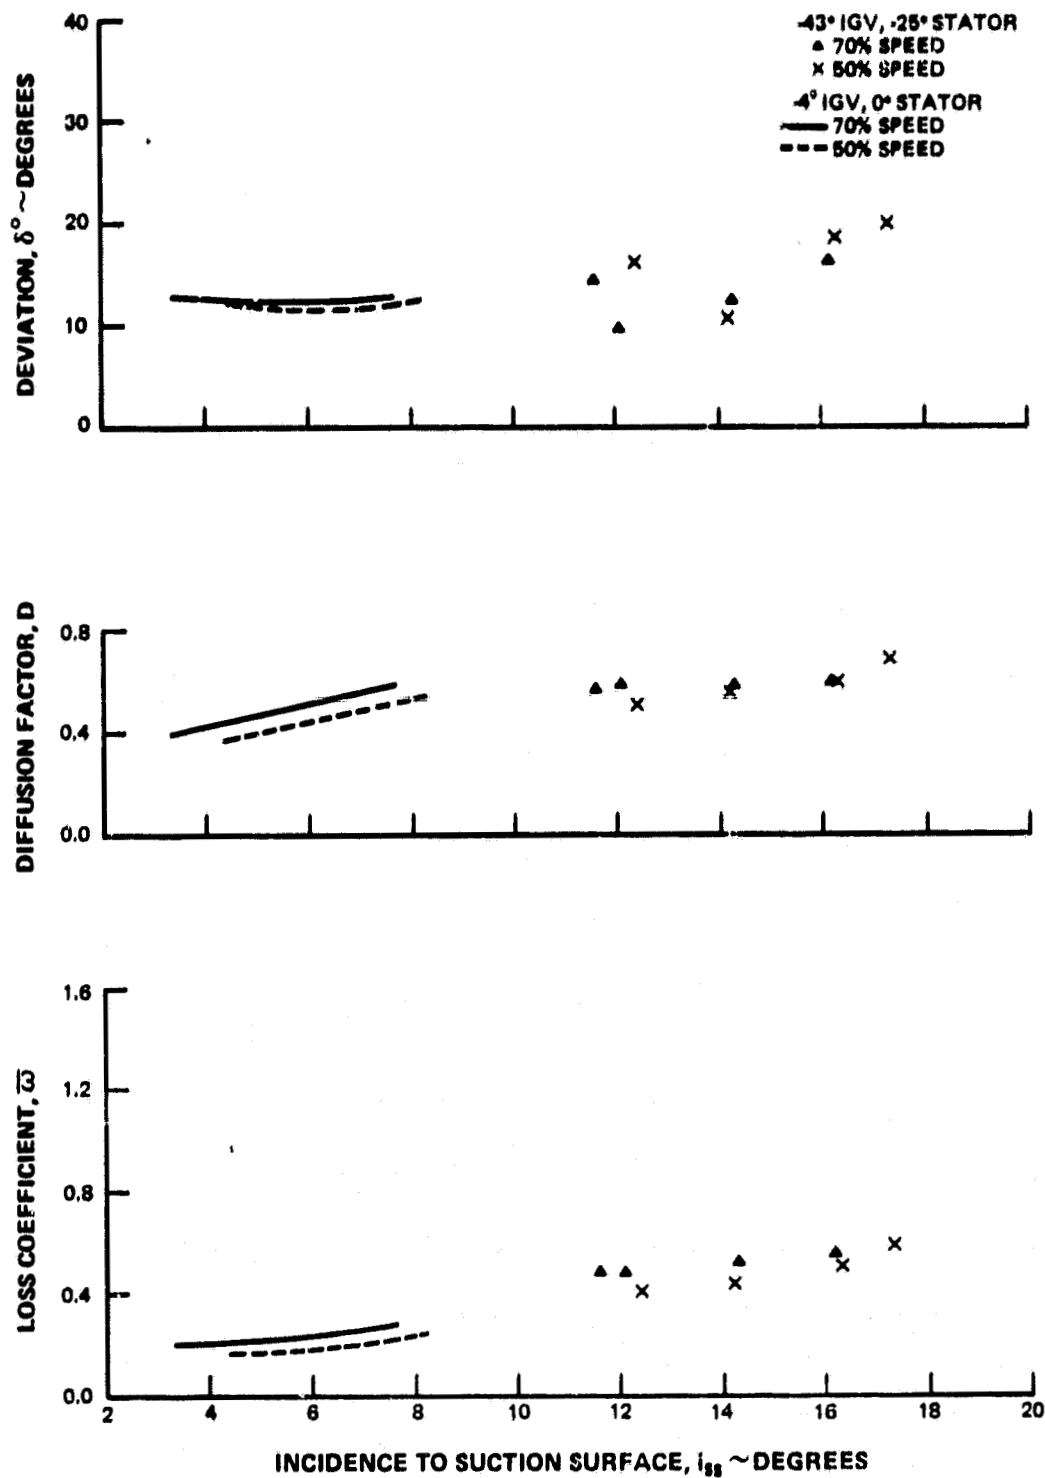 -43° IGV, -25° STATOR
▲ 70% SPEED
× 50% SPEED
-4° IGV, 0° STATOR
70% SPEED
50% SPEED
DEVIATION, δ° ~ DEGREES
40
30
20
10
0
DIFFUSION FACTOR, D
0.8
0.4
0.0
LOSS COEFFICIENT, ω̅
1.6
1.2
0.8
0.4
0.0
2 4 6 8 10 12 14 16 18 20
INCIDENCE TO SUCTION SURFACE, iss ~ DEGREES